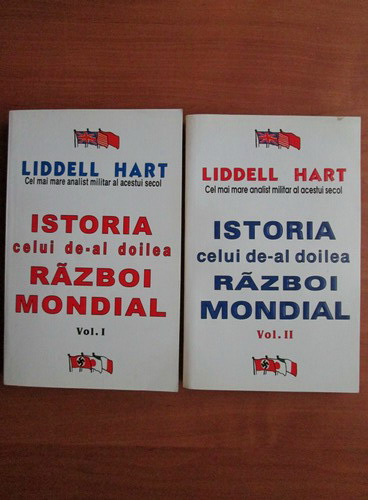 LIDDELL HART
Cel mai mare analist militar al acestui secol
ISTORIA
celui de-al doilea
RĂZBOI
MONDIAL
Vol. I
LIDDELL HART
Cel mai mare analist militar al acestui secol
ISTORIA
celui de-al doilea
RĂZBOI
MONDIAL
Vol. II